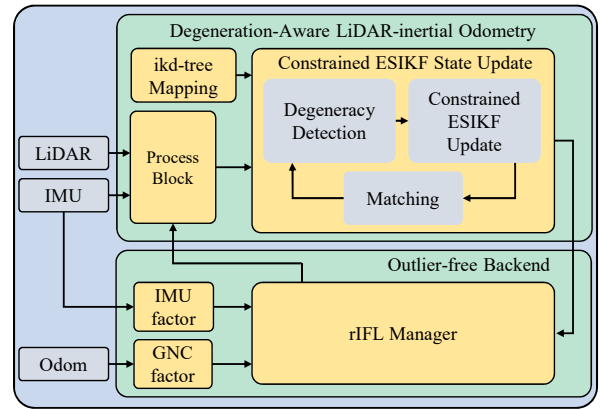 Degeneration-Aware LiDAR-inertial Odometry
ikd-tree
Mapping
Constrained ESIKF State Update
Degeneracy
Detection
Constrained
ESIKF
Update
LiDAR
IMU
Process
Block
Matching
Outlier-free Backend
IMU
factor
rIFL Manager
Odom
GNC
factor